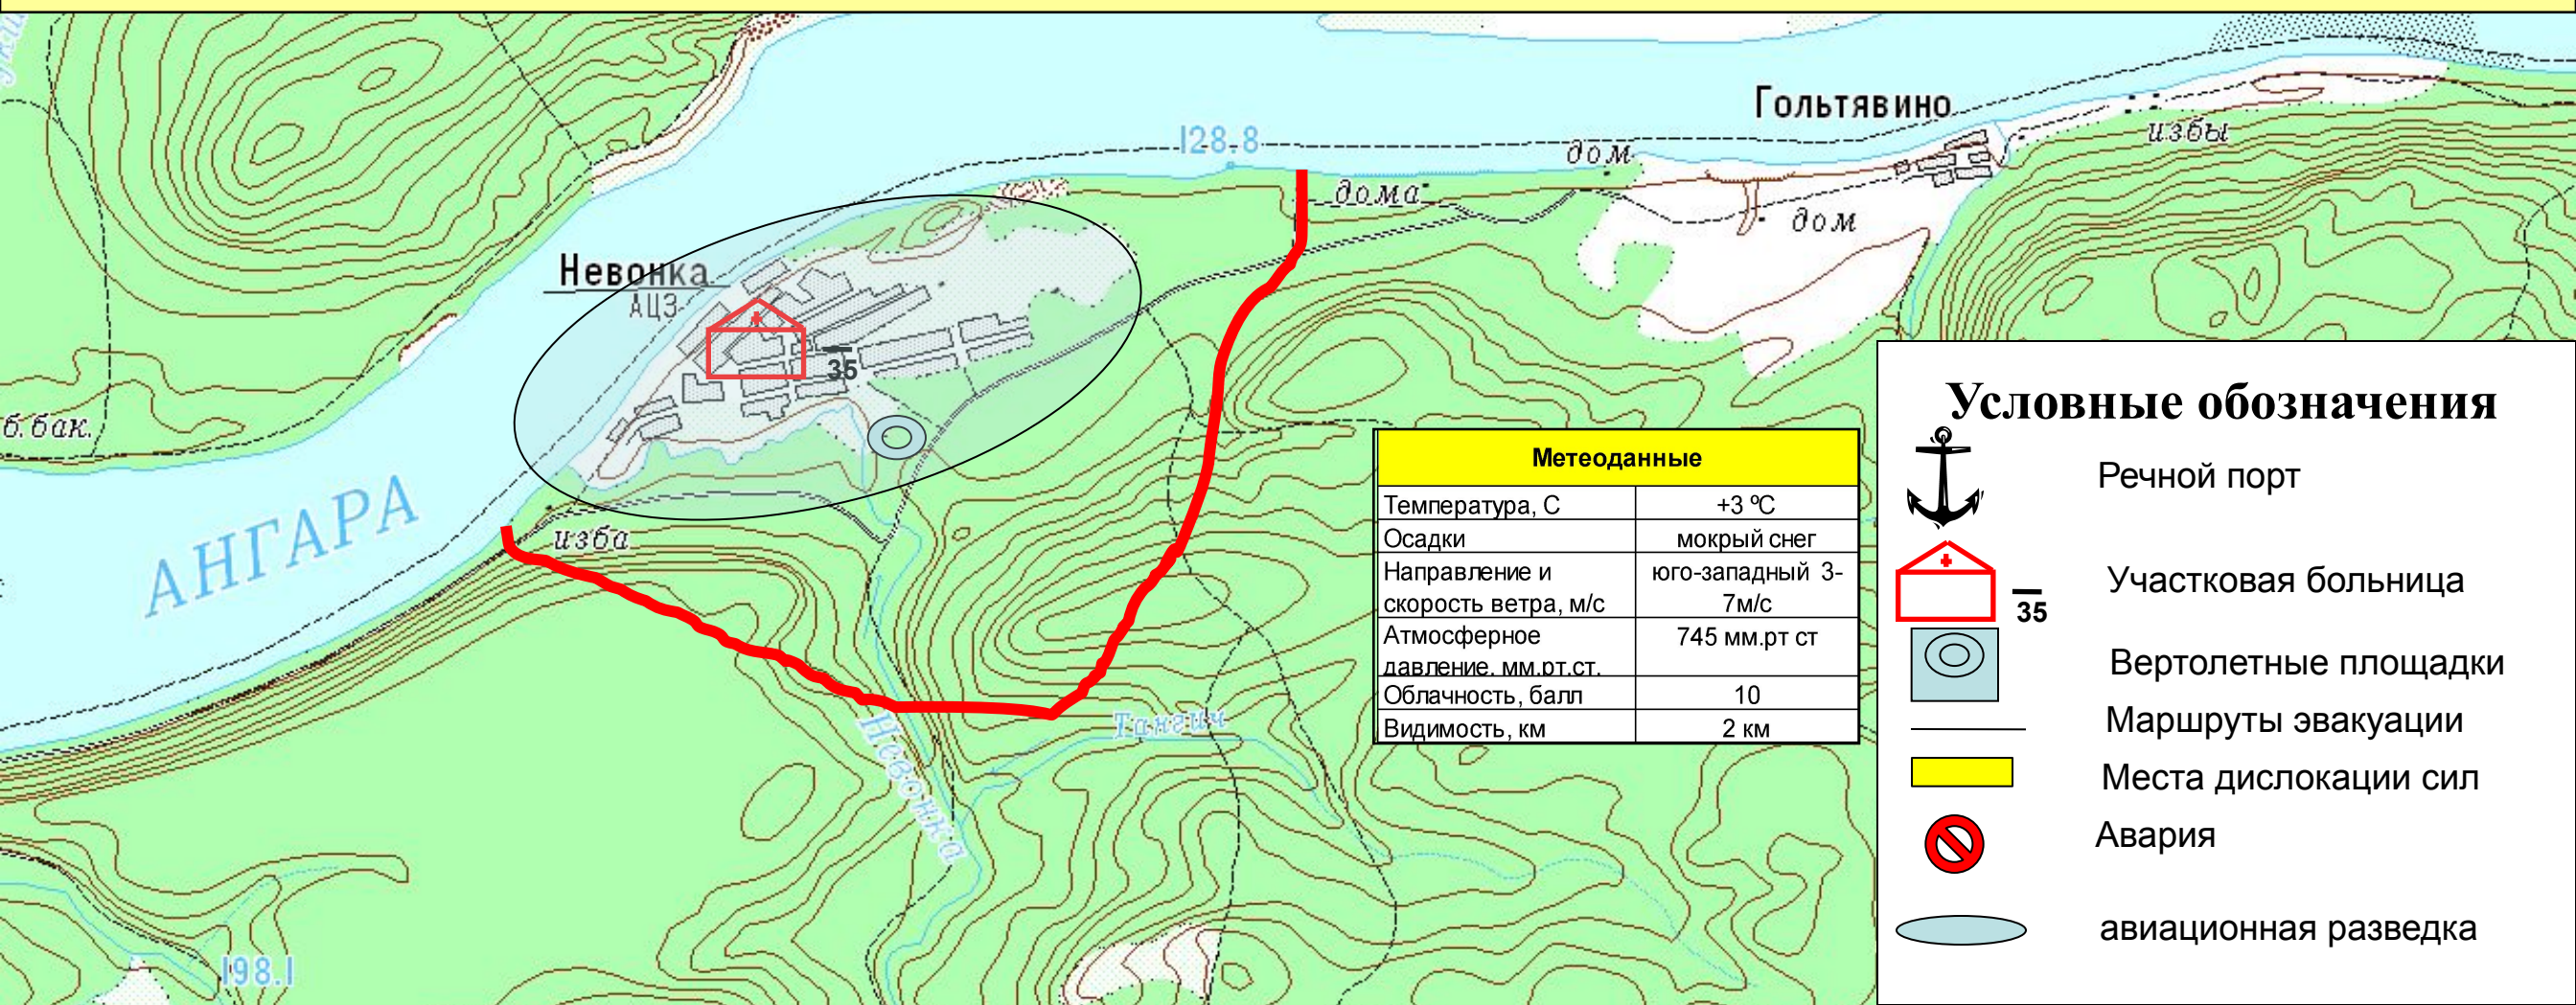 Гольтявино
128.8
дом
избы
дома
дом
Невонка
АЦЗ
35
б.бак.
изба
АНГАРА
Тангич
Невонка
198.1
Метеоданные
Температура, С +3 ºС
Осадки мокрый снег
Направление и скорость ветра, м/с юго-западный 3-
7м/с
Атмосферное давление, мм.рт.ст. 745 мм.рт ст
Облачность, балл 10
Видимость, км 2 км
Условные обозначения
Речной порт
Участковая больница
35
Вертолетные площадки
Маршруты эвакуации
Места дислокации сил
Авария
авиационная разведка